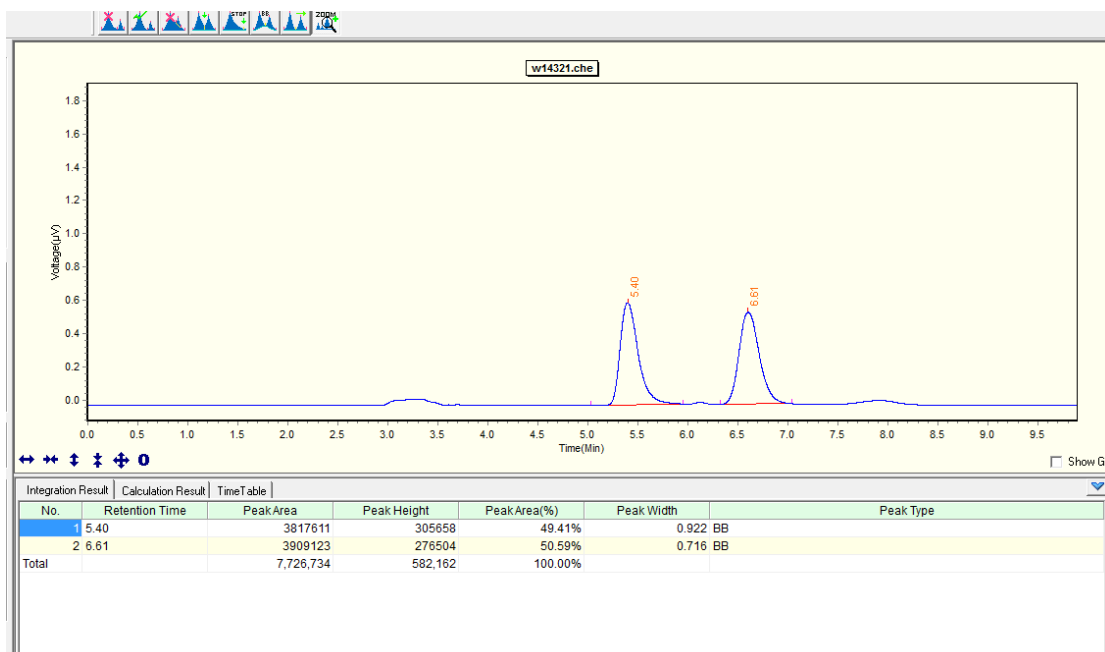 STOP BB ZOOM
w14321.che
Voltage(µV)
1.8
1.6
1.4
1.2
1.0
0.8
0.6
0.4
0.2
0.0
5.40
6.61
0.0 0.5 1.0 1.5 2.0 2.5 3.0 3.5 4.0 4.5 5.0 5.5 6.0 6.5 7.0 7.5 8.0 8.5 9.0 9.5
Time(Min)
Show G
Integration Result Calculation Result TimeTable
No. Retention Time Peak Area Peak Height Peak Area(%) Peak Width Peak Type
1 5.40 3817611 305658 49.41% 0.922 BB
2 6.61 3909123 276504 50.59% 0.716 BB
Total 7,726,734 582,162 100.00%